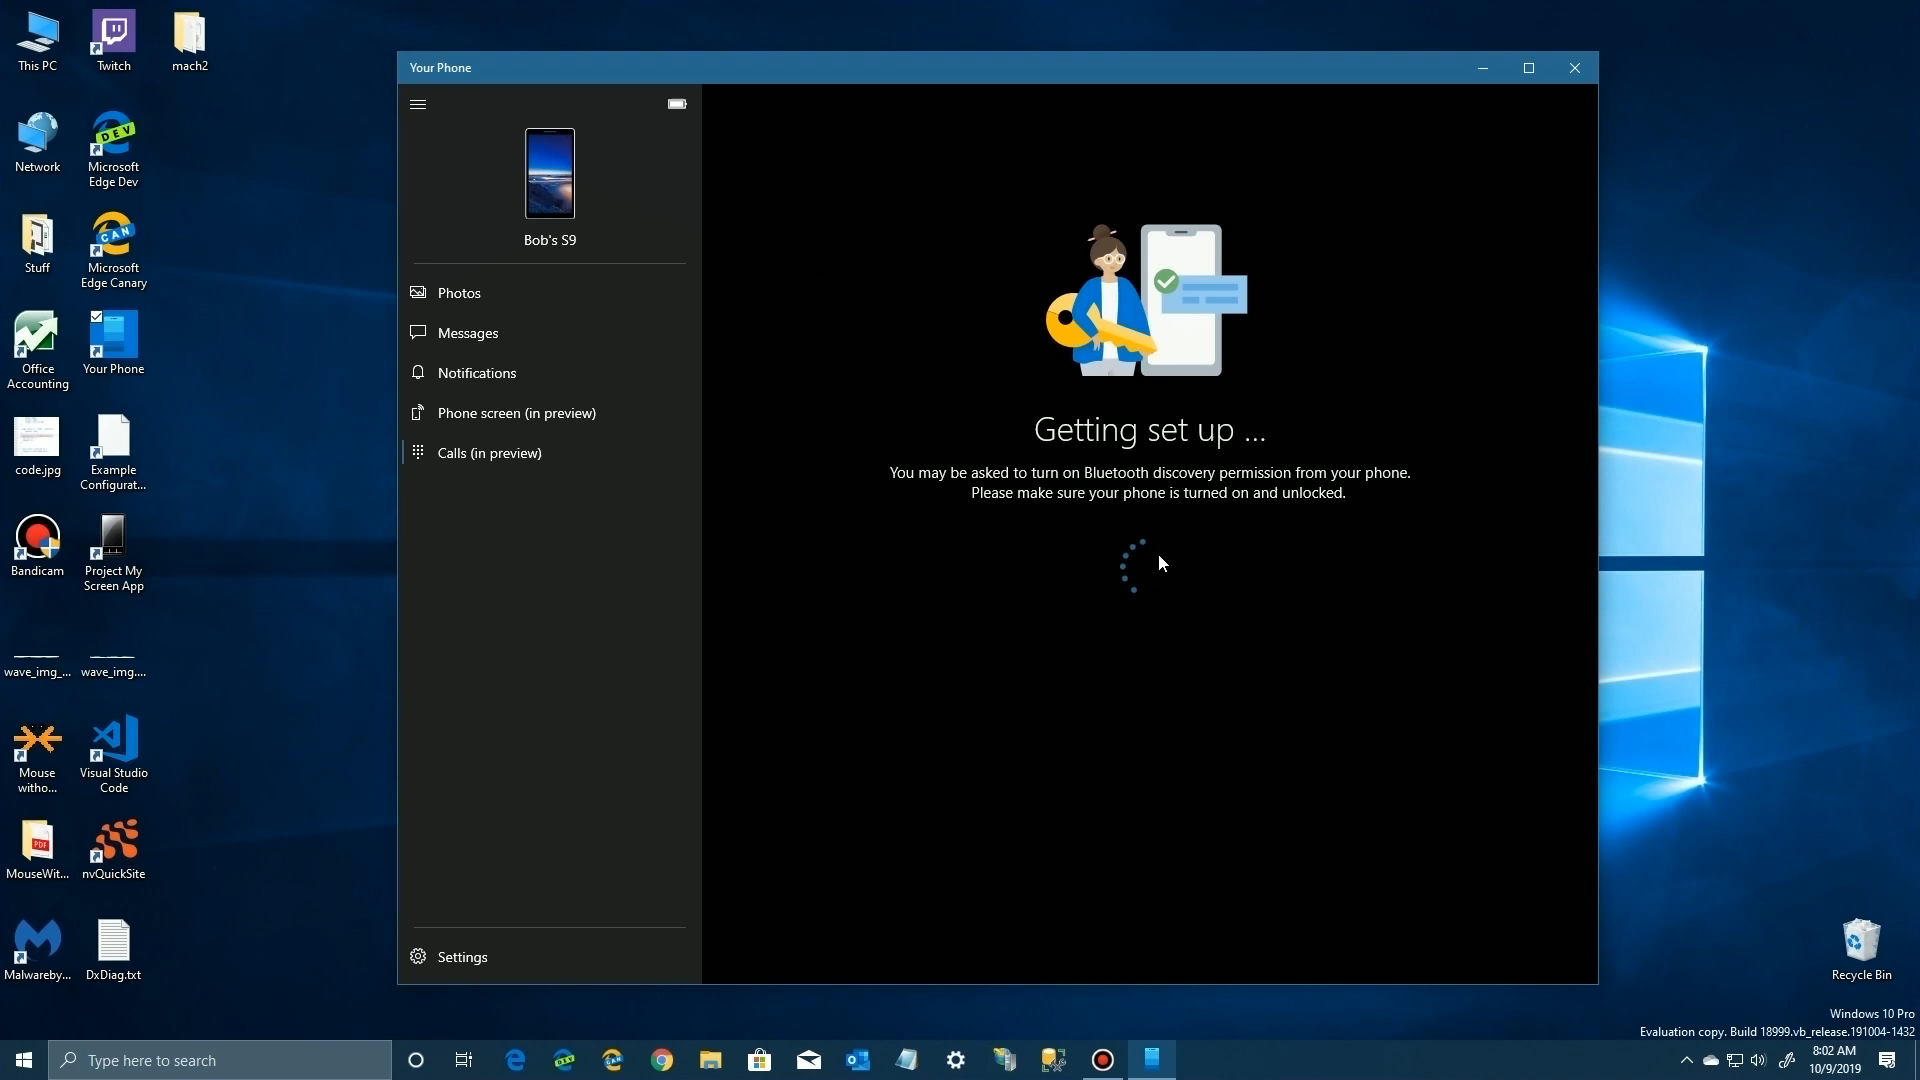 This PC
Twitch
mach2
Network
Microsoft
Edge Dev
DEV
Stuff
Microsoft
Edge Canary
CAN
Office
Accounting
Your Phone
code.jpg
Example
Configurat...
Bandicam
Project My
Screen App
wave_img_...
wave_img....
Mouse
witho...
Visual Studio
Code
PDF
MouseWit...
nvQuickSite
Malwareby...
DxDiag.txt
Your Phone
Bob's S9
Photos
Messages
Notifications
Phone screen (in preview)
Calls (in preview)
Settings
Getting set up ...
You may be asked to turn on Bluetooth discovery permission from your phone.
Please make sure your phone is turned on and unlocked.
Recycle Bin
Windows 10 Pro
Evaluation copy. Build 18999.vb_release.191004-1432
Type here to search
DEV
CAN
8:02 AM
10/9/2019